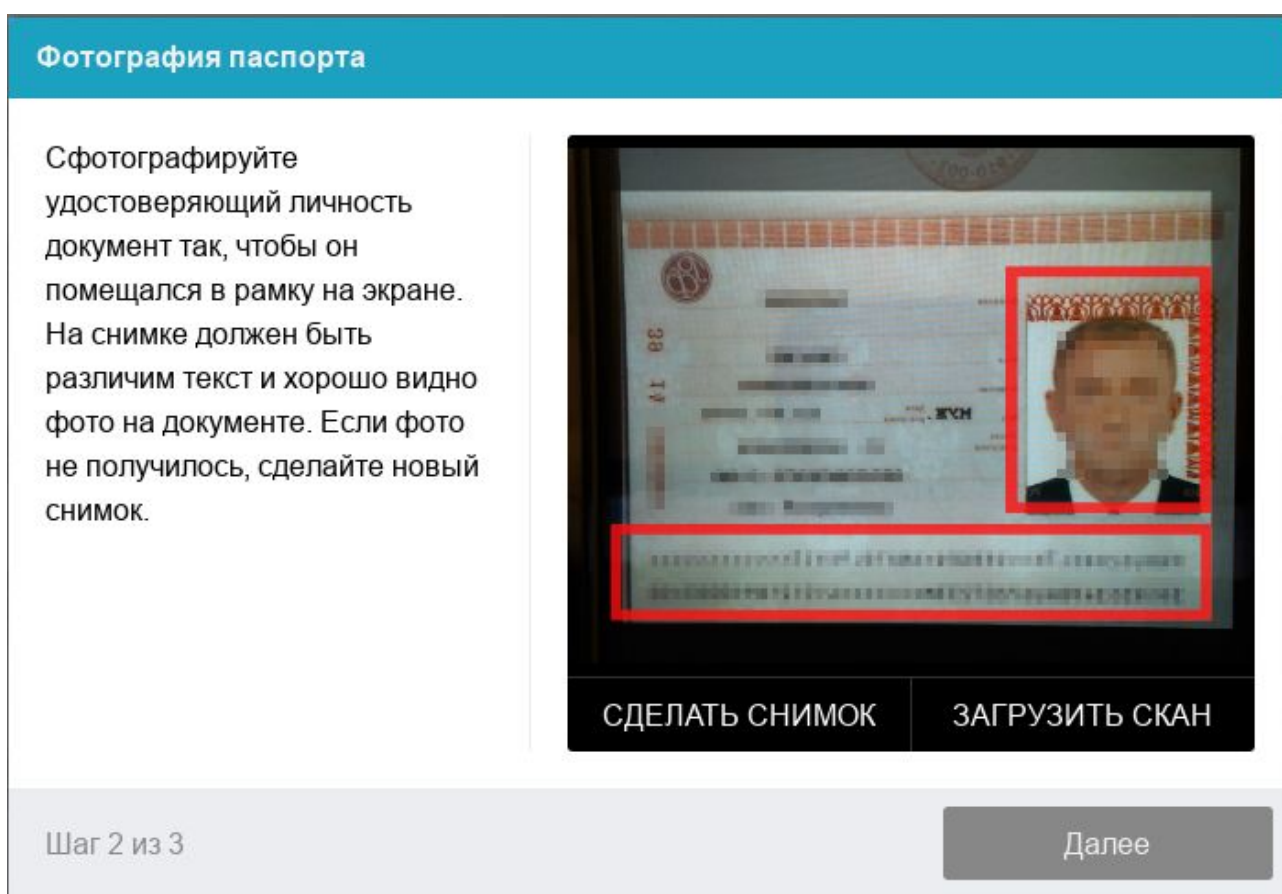 Фотография паспорта
Сфотографируйте
удостоверяющий личность
документ так, чтобы он
помещался в рамку на экране.
На снимке должен быть
различим текст и хорошо видно
фото на документе. Если фото
не получилось, сделайте новый
снимок.
МУЖ.
СДЕЛАТЬ СНИМОК
ЗАГРУЗИТЬ СКАН
Шаг 2 из 3
Далее